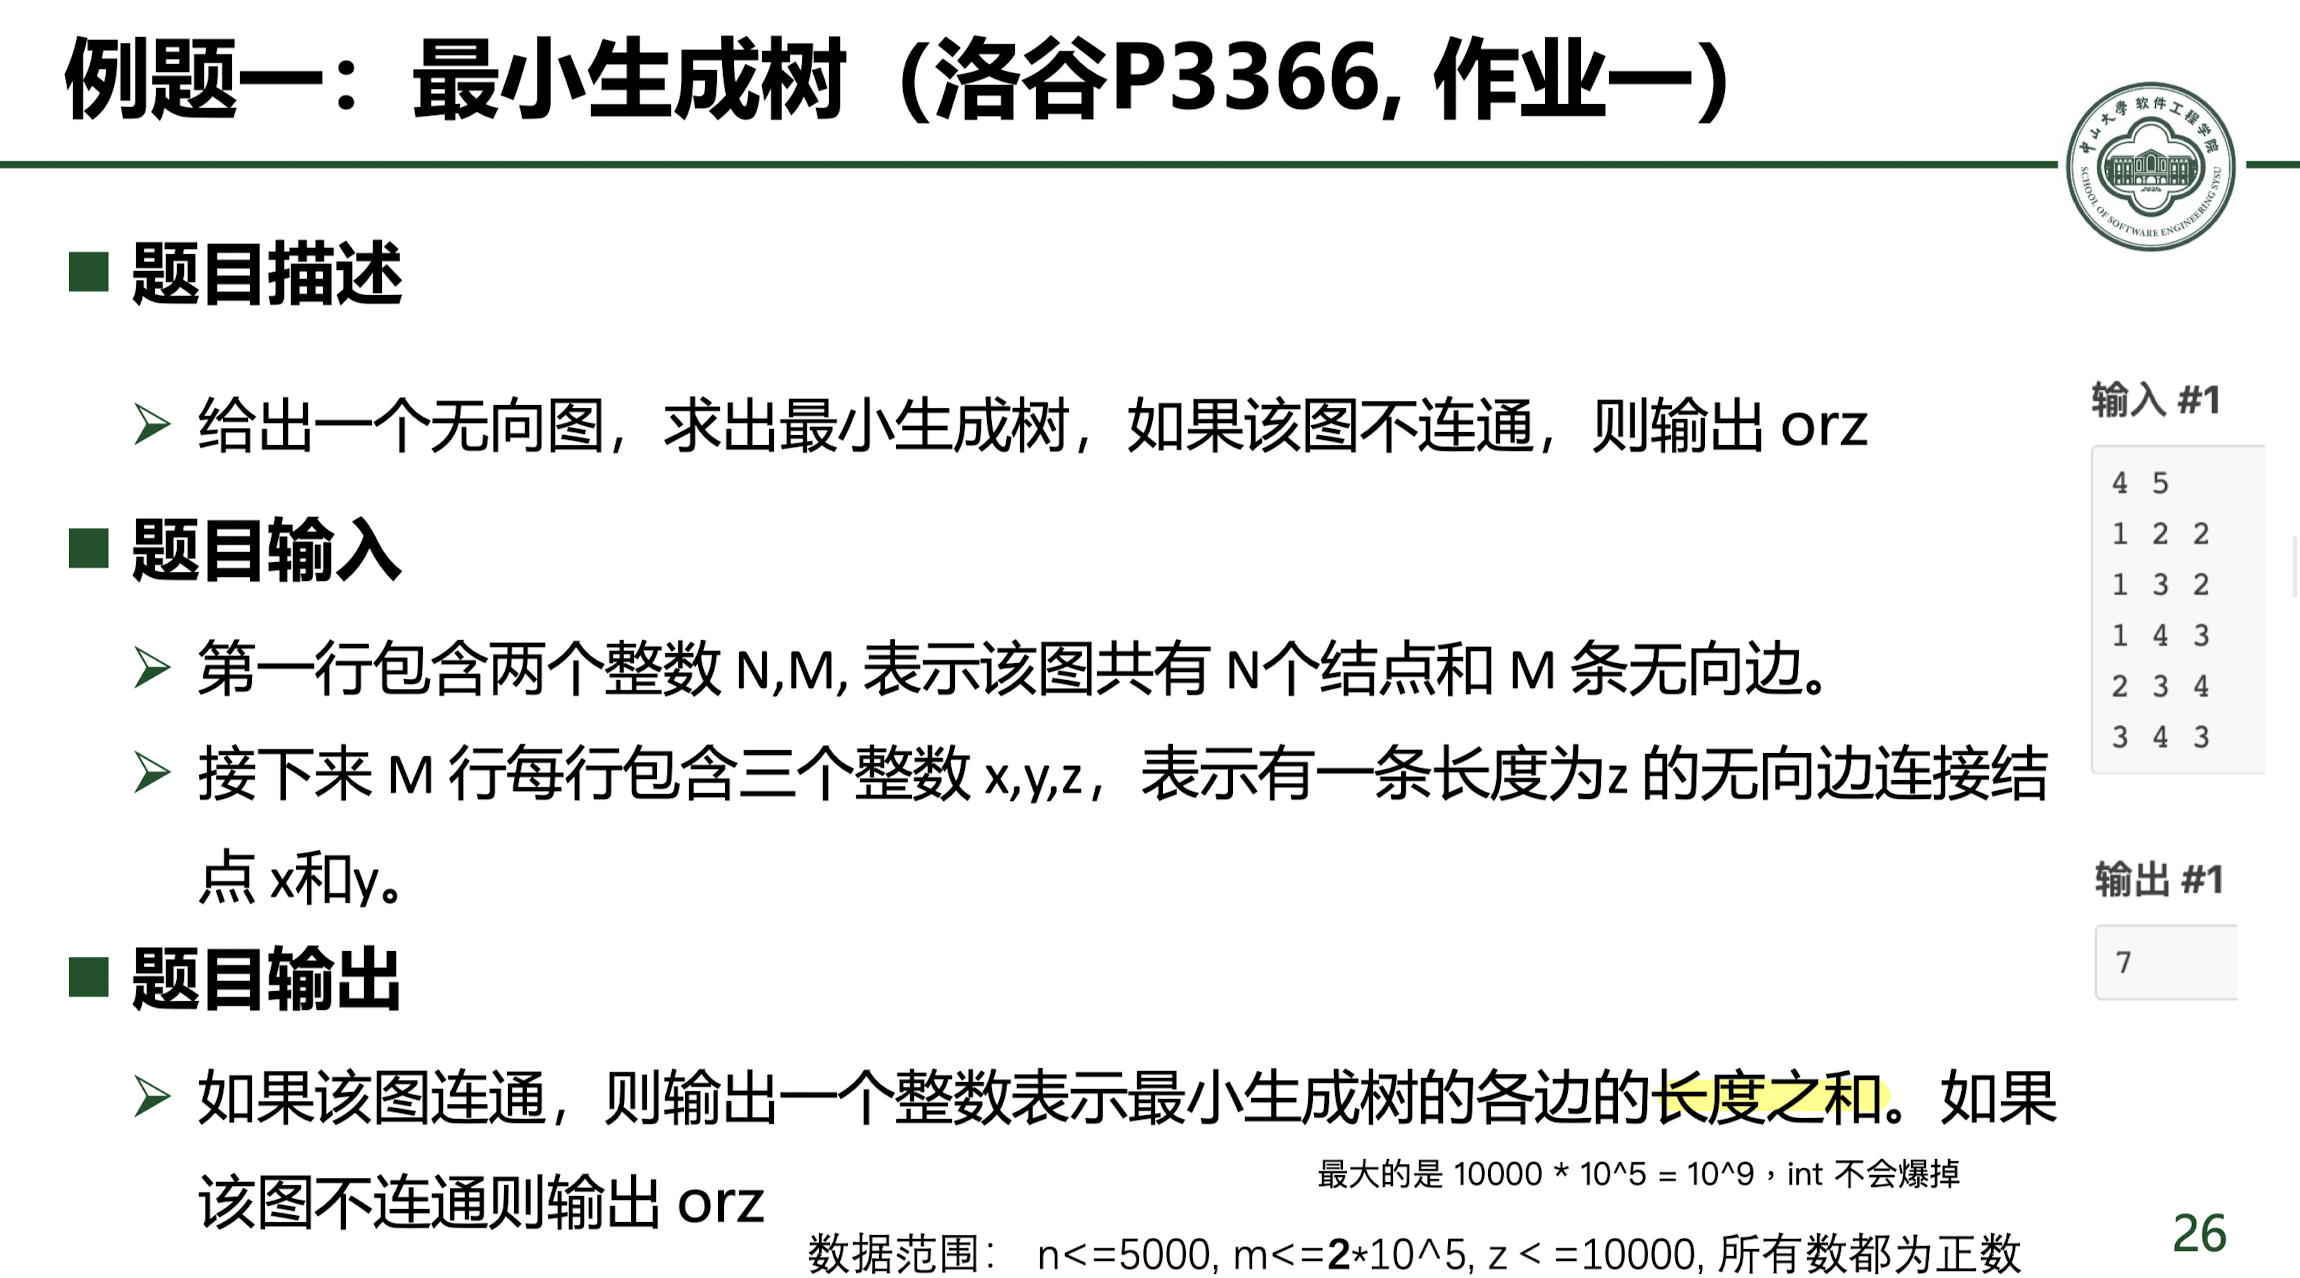 例题一：最小生成树（洛谷P3366, 作业一）
中山大学软件工程学院
SCHOOL OF SOFTWARE ENGINEERING SYSU
题目描述
给出一个无向图，求出最小生成树，如果该图不连通，则输出 orz
题目输入
第一行包含两个整数 N,M, 表示该图共有 N个结点和 M 条无向边。
接下来 M 行每行包含三个整数 x,y,z，表示有一条长度为z 的无向边连接结
点 x和y。
题目输出
如果该图连通，则输出一个整数表示最小生成树的各边的长度之和。如果
最大的是 10000 * 10^5 = 10^9，int 不会爆掉
该图不连通则输出 orz
数据范围： n<=5000, m<=2*10^5, z < =10000, 所有数都为正数
输入 #1
4 5
1 2 2
1 3 2
1 4 3
2 3 4
3 4 3
输出 #1
7
26